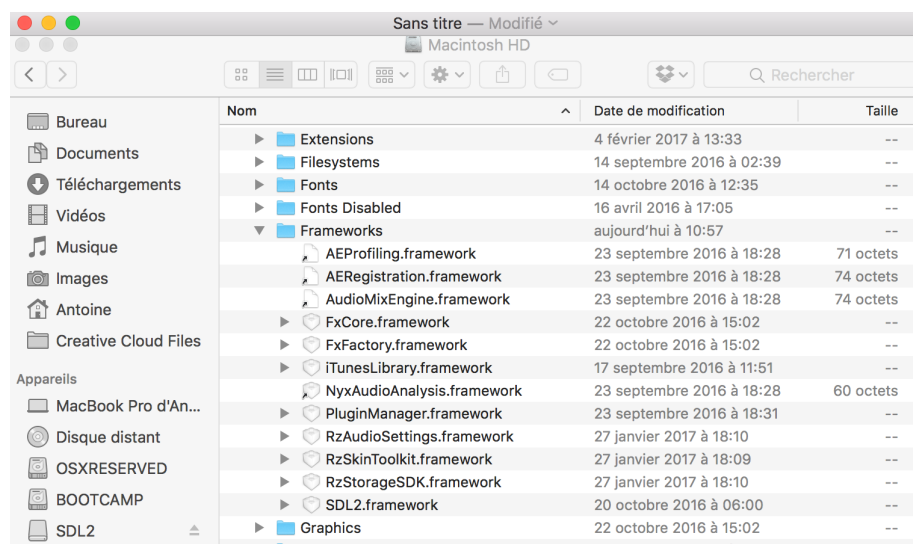 Sans titre — Modifié
Macintosh HD
Rechercher
Nom Date de modification Taille
Bureau
Documents
Téléchargements
Vidéos
Musique
Images
Antoine
Creative Cloud Files
Appareils
MacBook Pro d'An...
Disque distant
OSXRESERVED
BOOTCAMP
SDL2
Extensions 4 février 2017 à 13:33 --
Filesystems 14 septembre 2016 à 02:39 --
Fonts 14 octobre 2016 à 12:35 --
Fonts Disabled 16 avril 2016 à 17:05 --
Frameworks aujourd'hui à 10:57 --
AEProfiling.framework 23 septembre 2016 à 18:28 71 octets
AERegistration.framework 23 septembre 2016 à 18:28 74 octets
AudioMixEngine.framework 23 septembre 2016 à 18:28 74 octets
FxCore.framework 22 octobre 2016 à 15:02 --
FxFactory.framework 22 octobre 2016 à 15:02 --
iTunesLibrary.framework 17 septembre 2016 à 11:51 --
NyxAudioAnalysis.framework 23 septembre 2016 à 18:28 60 octets
PluginManager.framework 23 septembre 2016 à 18:31 --
RzAudioSettings.framework 27 janvier 2017 à 18:10 --
RzSkinToolkit.framework 27 janvier 2017 à 18:09 --
RzStorageSDK.framework 27 janvier 2017 à 18:10 --
SDL2.framework 20 octobre 2016 à 06:00 --
Graphics 22 octobre 2016 à 15:02 --